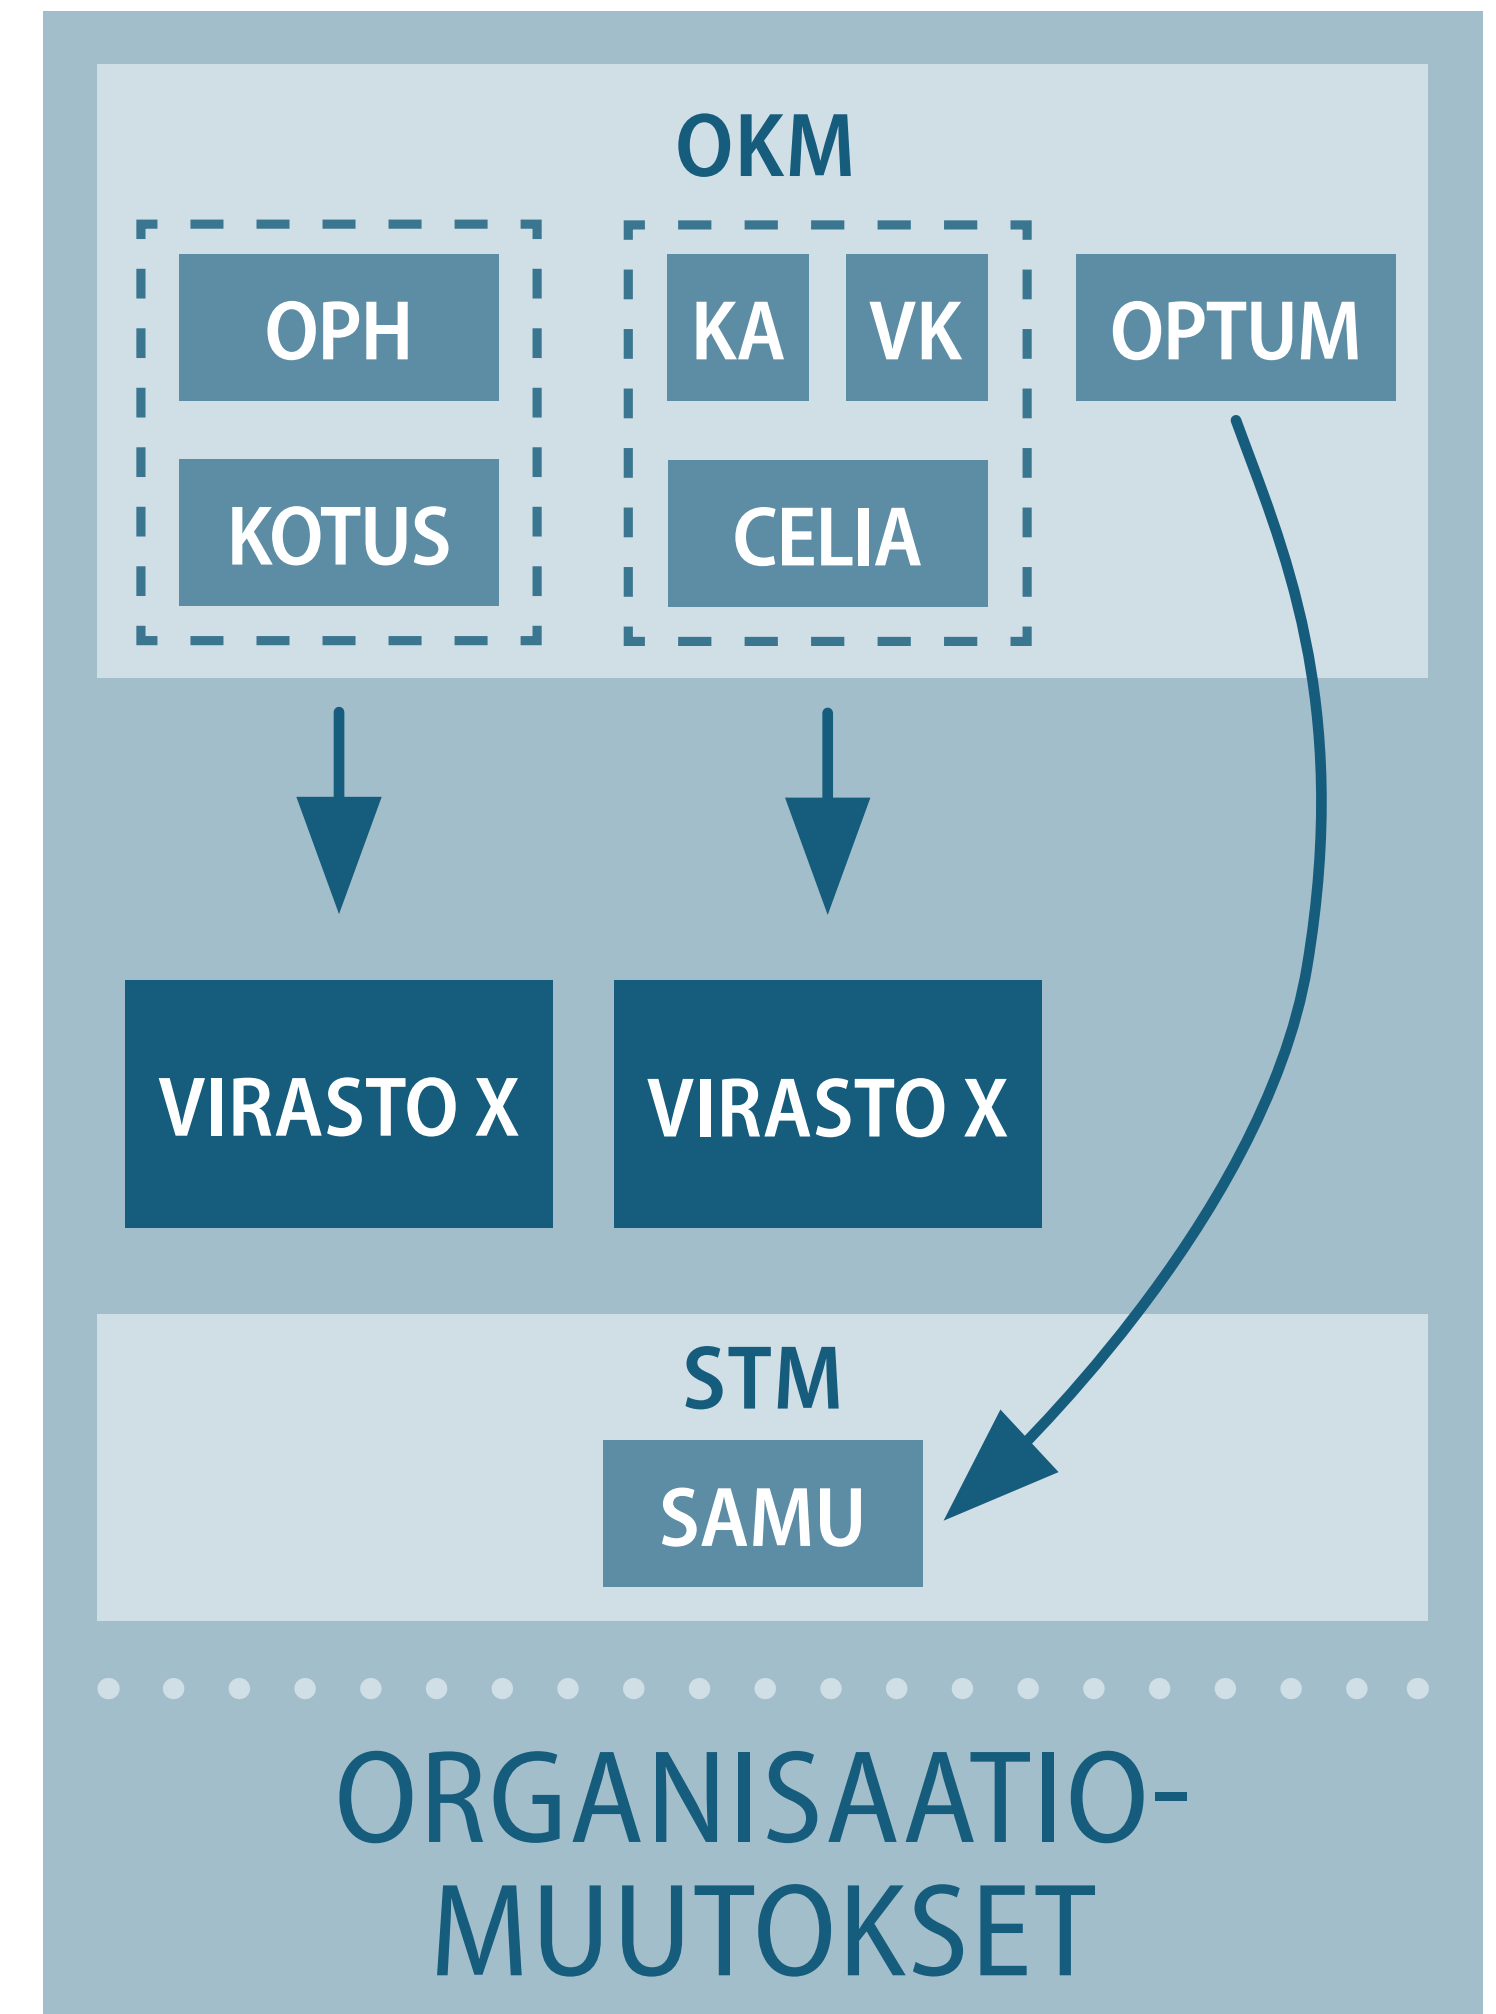 OKM
OPH
KA VK
OPTUM
KOTUS
CELIA
VIRASTO X
VIRASTO X
STM
SAMU
ORGANISAATIO-
MUUTOKSET